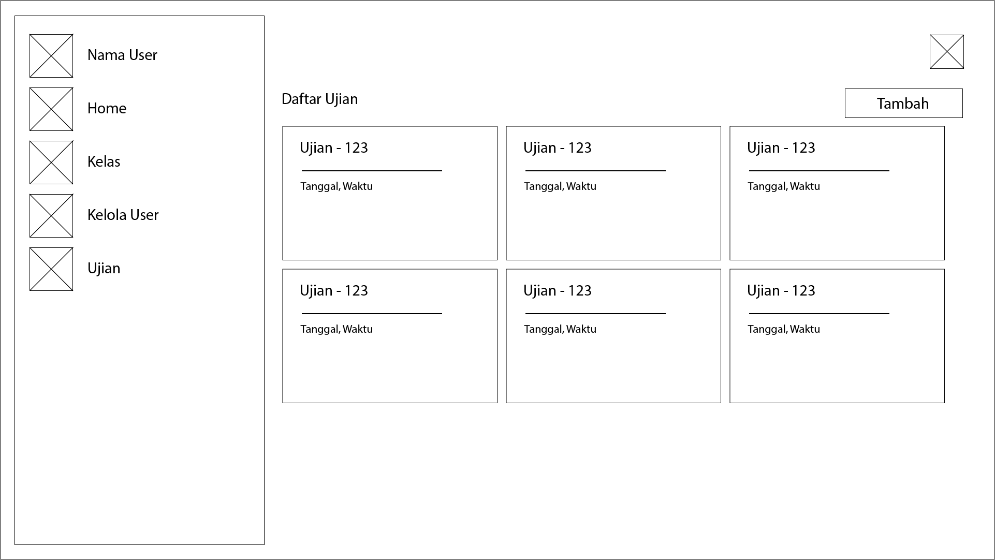 Nama User
Home
Kelas
Kelola User
Ujian
Daftar Ujian
Tambah
Ujian - 123
Tanggal, Waktu
Ujian - 123
Tanggal, Waktu
Ujian - 123
Tanggal, Waktu
Ujian - 123
Tanggal, Waktu
Ujian - 123
Tanggal, Waktu
Ujian - 123
Tanggal, Waktu